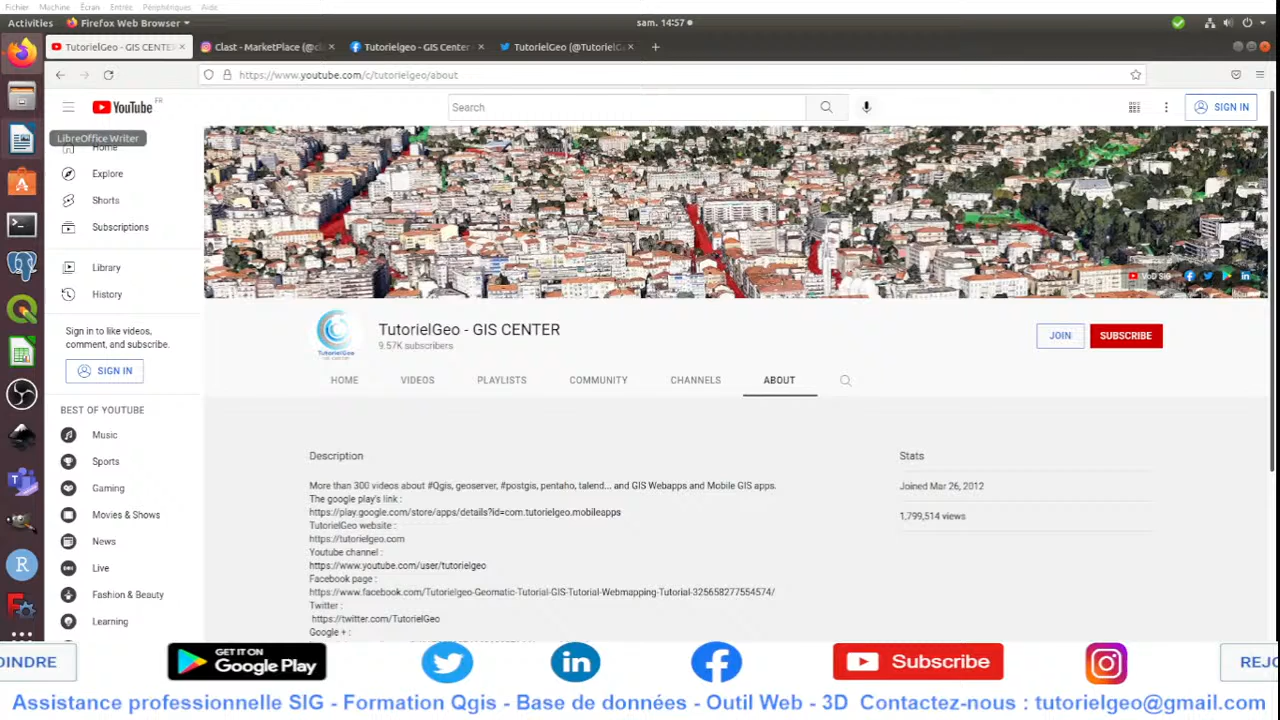 Fichier Machine Écran Entrée Périphériques Aide
Activities Firefox Web Browser sam. 14:57
TutorielGeo - GIS CENTE Clast - MarketPlace (@cl Tutorielgeo - GIS Center TutorielGeo (@TutorielG
https://www.youtube.com/c/tutorielgeo/about
YouTube FR
Search
SIGN IN
LibreOffice Writer
Home
Explore
Shorts
Subscriptions
Library
History
Sign in to like videos,
comment, and subscribe.
SIGN IN
BEST OF YOUTUBE
Music
Sports
Gaming
Movies & Shows
News
Live
Fashion & Beauty
Learning
VoD SIG
TutorielGeo
TutorielGeo - GIS CENTER
9.57K subscribers
JOIN
SUBSCRIBE
HOME VIDEOS PLAYLISTS COMMUNITY CHANNELS ABOUT
Description
More than 300 videos about #Qgis, geoserver, #postgis, pentaho, talend... and GIS Webapps and Mobile GIS apps.
The google play's link :
https://play.google.com/store/apps/details?id=com.tutorielgeo.mobileapps
TutorielGeo website :
https://tutorielgeo.com
Youtube channel :
https://www.youtube.com/user/tutorielgeo
Facebook page :
https://www.facebook.com/Tutorielgeo-Geomatic-Tutorial-GIS-Tutorial-Webmapping-Tutorial-325658277554574/
Twitter :
https://twitter.com/TutorielGeo
Google + :
Stats
Joined Mar 26, 2012
1,799,514 views
OINDRE
GET IT ON
Google Play
in
Subscribe
REJO
Assistance professionnelle SIG - Formation Qgis - Base de données - Outil Web - 3D Contactez-nous : tutorielgeo@gmail.com